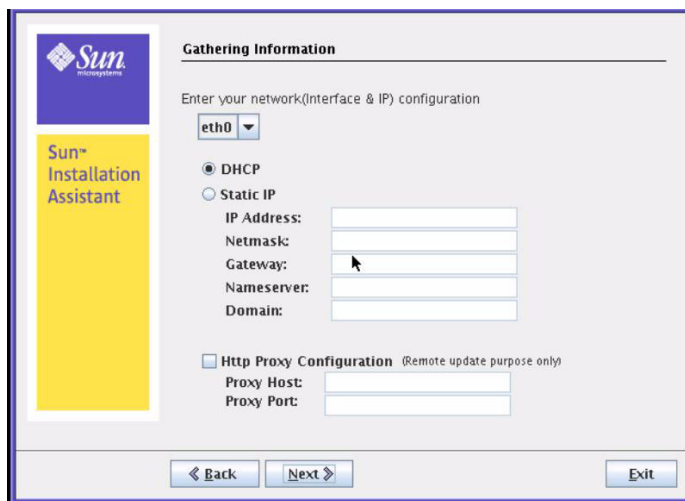 Sun
microsystems
Gathering Information
Enter your network(Interface & IP) configuration
eth0
Sun™
Installation
Assistant
DHCP
Static IP
IP Address:
Netmask:
Gateway:
Nameserver:
Domain:
Http Proxy Configuration (Remote update purpose only)
Proxy Host:
Proxy Port:
Back Next Exit